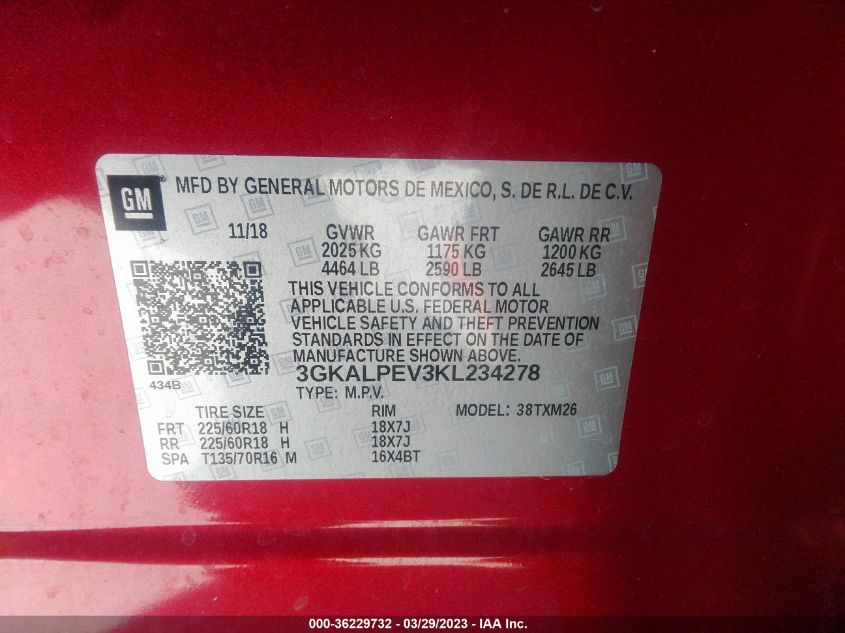 GM MFD BY GENERAL MOTORS DE MEXICO, S. DE R.L. DE C.V.
11/18 GVWR GAWR FRT GAWR RR
2025 KG 1175 KG 1200 KG
4464 LB 2590 LB 2645 LB
THIS VEHICLE CONFORMS TO ALL
APPLICABLE U.S. FEDERAL MOTOR
VEHICLE SAFETY AND THEFT PREVENTION
STANDARDS IN EFFECT ON THE DATE OF
MANUFACTURE SHOWN ABOVE.
434B 3GKALPEV3KL234278
TYPE: M.P.V.
TIRE SIZE RIM MODEL: 38TXM26
FRT 225/60R18 H 18X7J
RR 225/60R18 H 18X7J
SPA T135/70R16 M 16X4BT
000-36229732 - 03/29/2023 - IAA Inc.